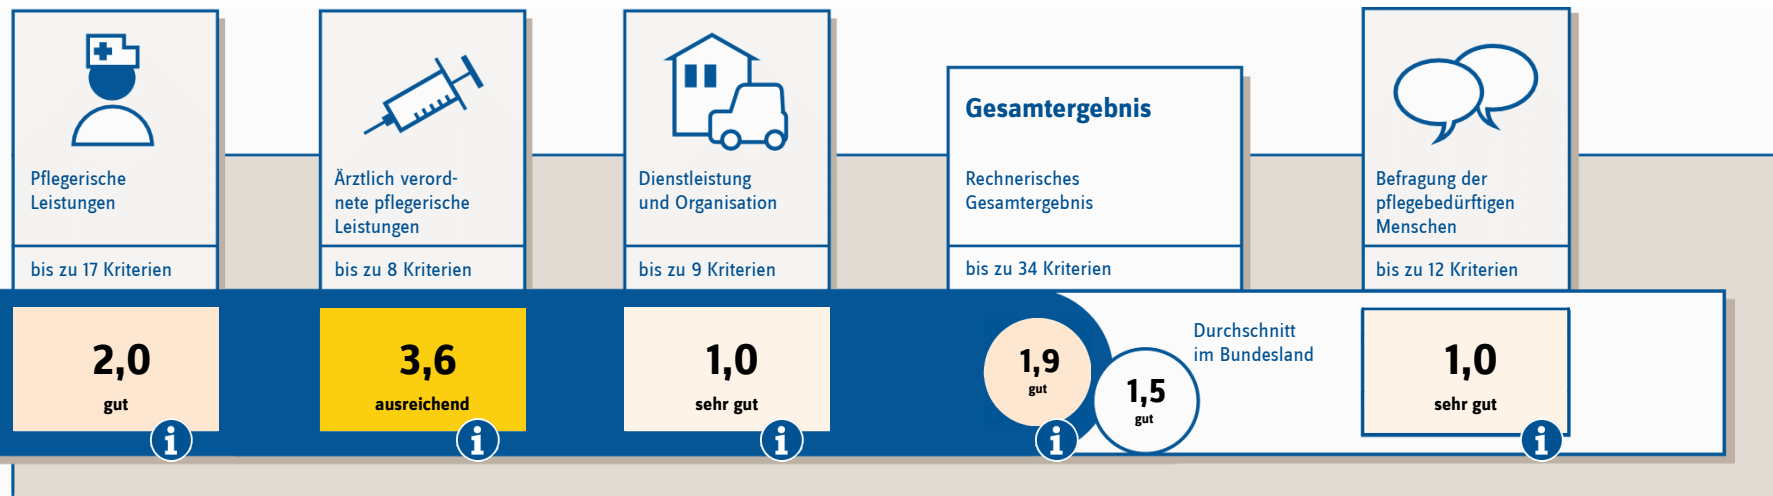 Pflegerische
Leistungen
bis zu 17 Kriterien
2,0
gut
i
Ärztlich verord-
nete pflegerische
Leistungen
bis zu 8 Kriterien
3,6
ausreichend
i
Dienstleistung
und Organisation
bis zu 9 Kriterien
1,0
sehr gut
i
Gesamtergebnis
Rechnerisches
Gesamtergebnis
bis zu 34 Kriterien
1,9
gut
i
1,5
gut
Durchschnitt
im Bundesland
Befragung der
pflegebedürftigen
Menschen
bis zu 12 Kriterien
1,0
sehr gut
i